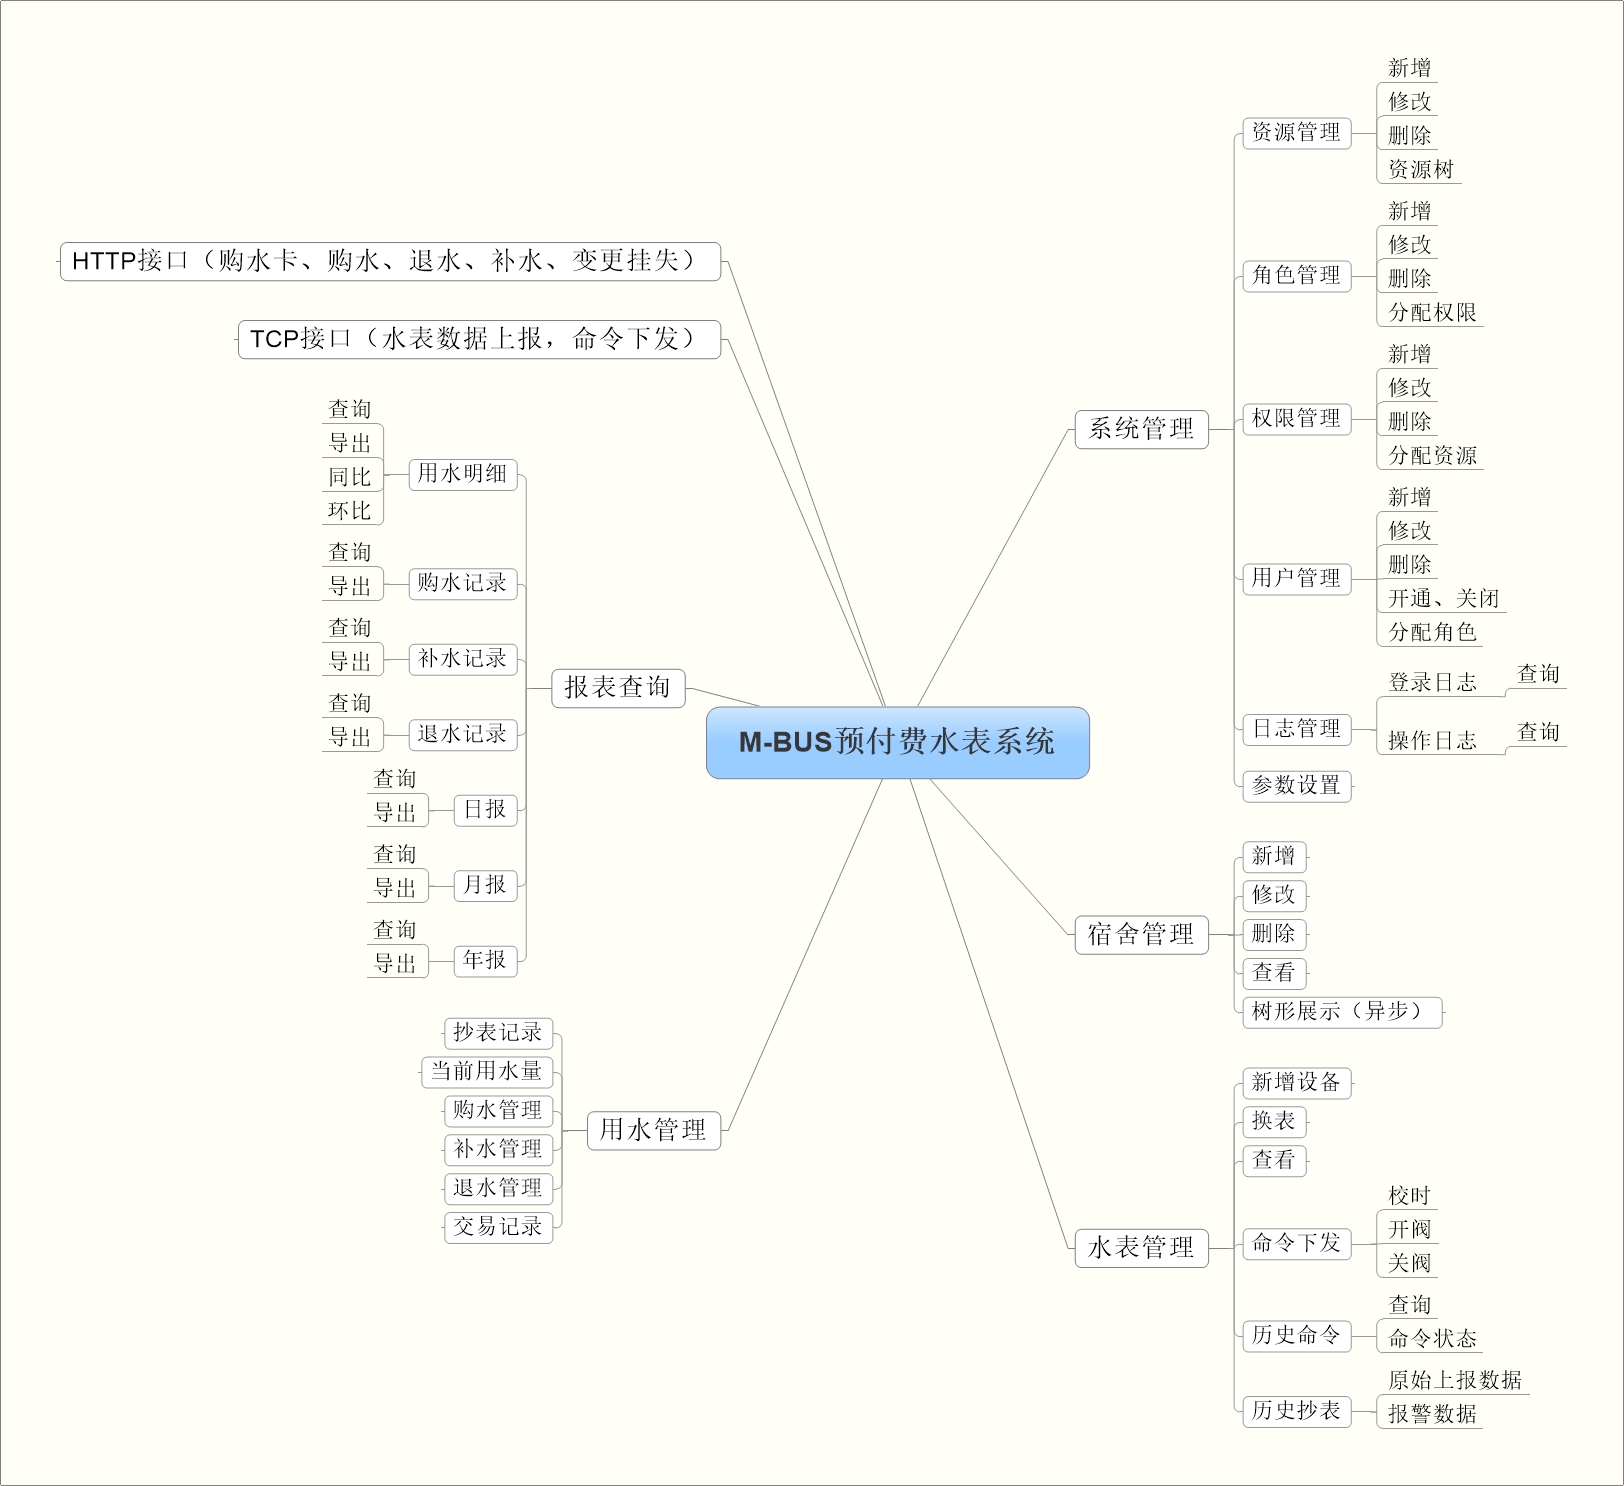 M-BUS预付费水表系统
系统管理
资源管理
新增
修改
删除
资源树
角色管理
新增
修改
删除
分配权限
权限管理
新增
修改
删除
分配资源
用户管理
新增
修改
删除
开通、关闭
分配角色
日志管理
登录日志
查询
操作日志
查询
参数设置
宿舍管理
新增
修改
删除
查看
树形展示（异步）
水表管理
新增设备
换表
查看
命令下发
校时
开阀
关阀
历史命令
查询
命令状态
历史抄表
原始上报数据
报警数据
HTTP接口（购水卡、购水、退水、补水、变更挂失）
TCP接口（水表数据上报，命令下发）
报表查询
用水明细
查询
导出
同比
环比
购水记录
查询
导出
补水记录
查询
导出
退水记录
查询
导出
日报
查询
导出
月报
查询
导出
年报
查询
导出
用水管理
抄表记录
当前用水量
购水管理
补水管理
退水管理
交易记录